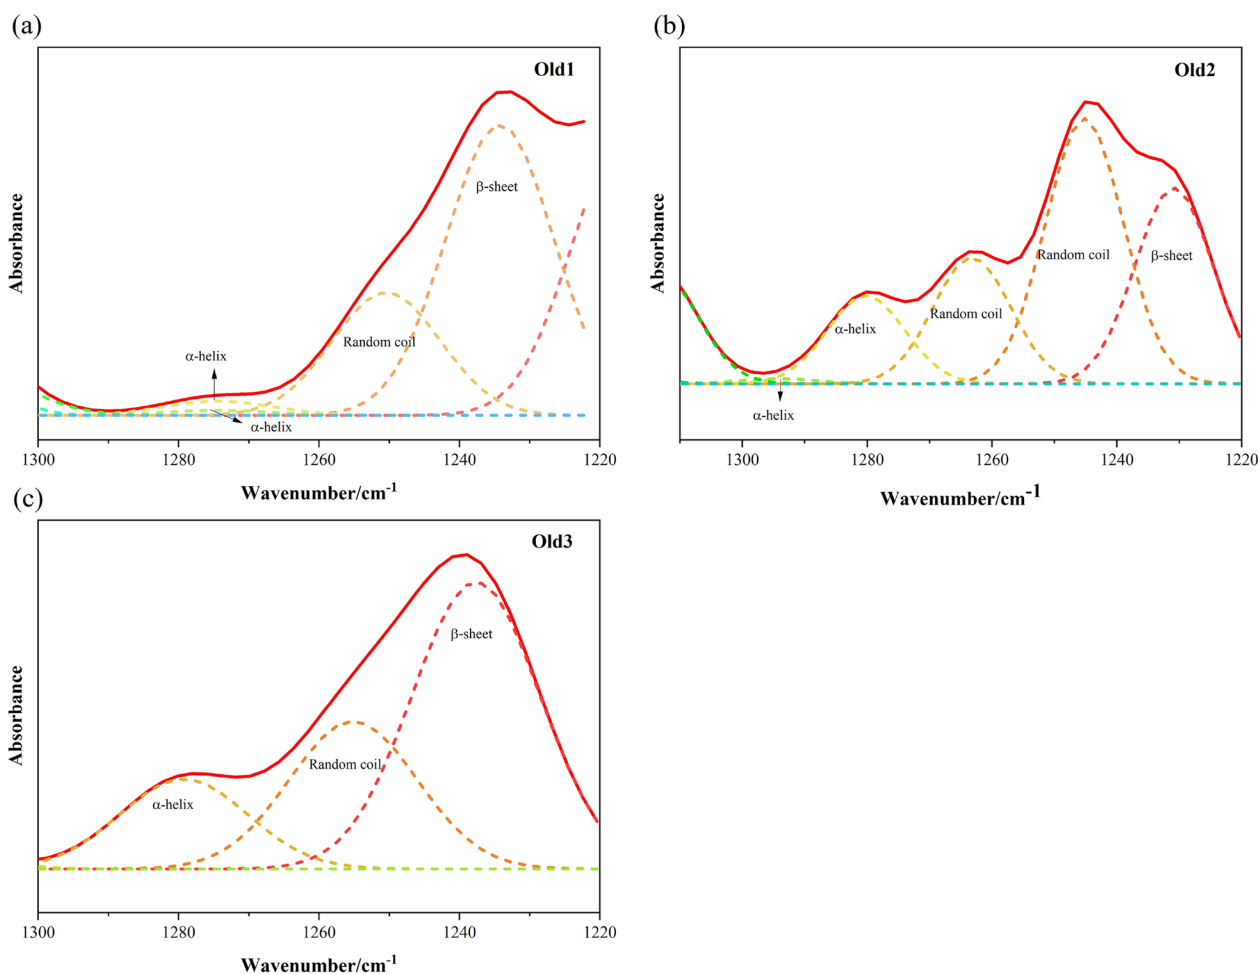 (a)
Old1
β-sheet
Random coil
α-helix
α-helix
Absorbance
1300
1280
1260
1240
1220
Wavenumber/cm-1
(b)
Old2
Random coil
β-sheet
Random coil
α-helix
α-helix
Absorbance
1300
1280
1260
1240
1220
Wavenumber/cm-1
(c)
Old3
β-sheet
Random coil
α-helix
Absorbance
1300
1280
1260
1240
1220
Wavenumber/cm-1